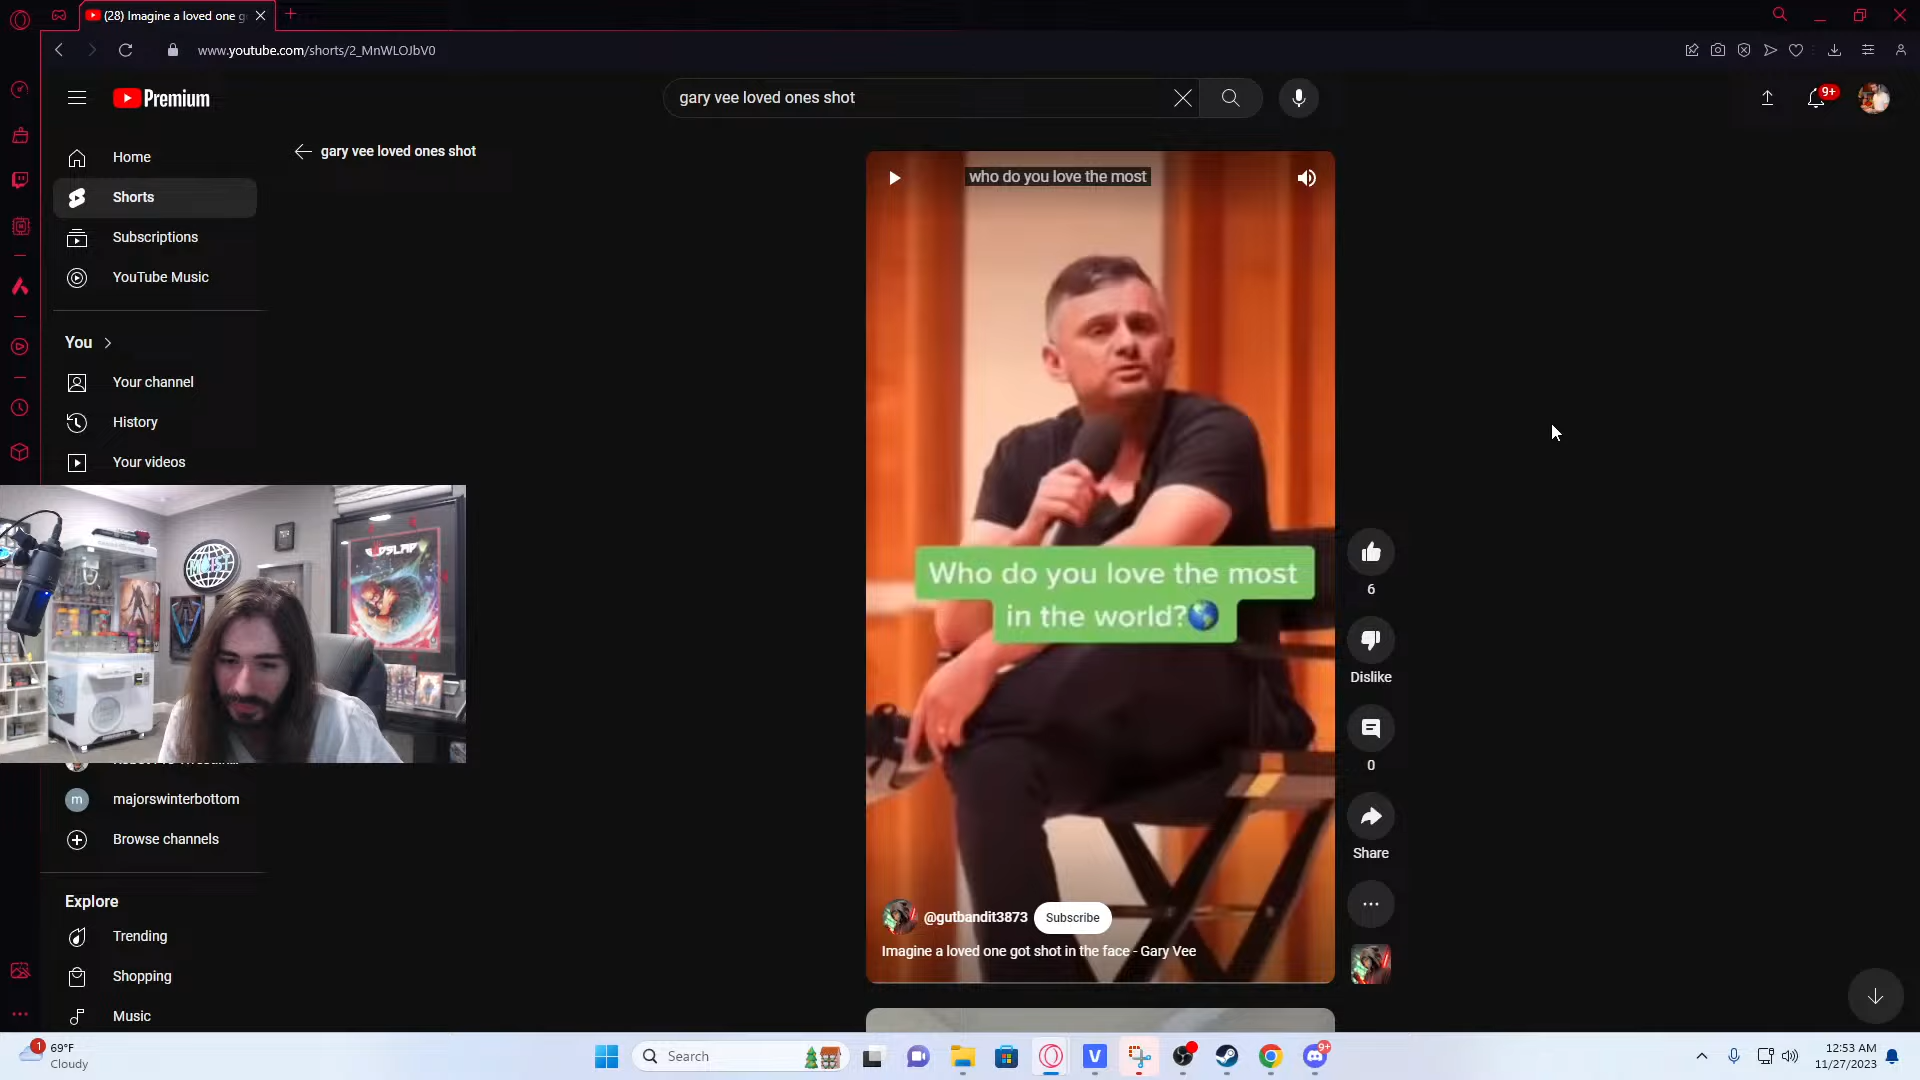 (28) Imagine a loved one g
www.youtube.com/shorts/2_MnWLOJbV0
Premium
gary vee loved ones shot
9+
Home
Shorts
Subscriptions
YouTube Music
You
Your channel
History
Your videos
majorswinterbottom
m
Browse channels
Explore
Trending
Shopping
Music
gary vee loved ones shot
who do you love the most
Who do you love the most
in the world?🌎
@gutbandit3873
Subscribe
Imagine a loved one got shot in the face - Gary Vee
6
Dislike
0
Share
MOIST
1
69°F
Cloudy
Search
V
9+
12:53 AM
11/27/2023